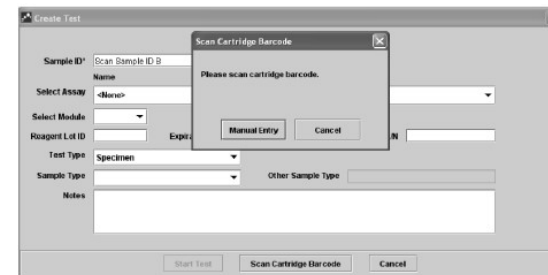 Create Test
Scan Cartridge Barcode
Sample ID* Scan Sample ID B
Name
Please scan cartridge barcode.
Select Assay <None>
Select Module
Manual Entry Cancel
Reagent Lot ID Expira /N
Test Type Specimen
Sample Type Other Sample Type
Notes
Start Test Scan Cartridge Barcode Cancel